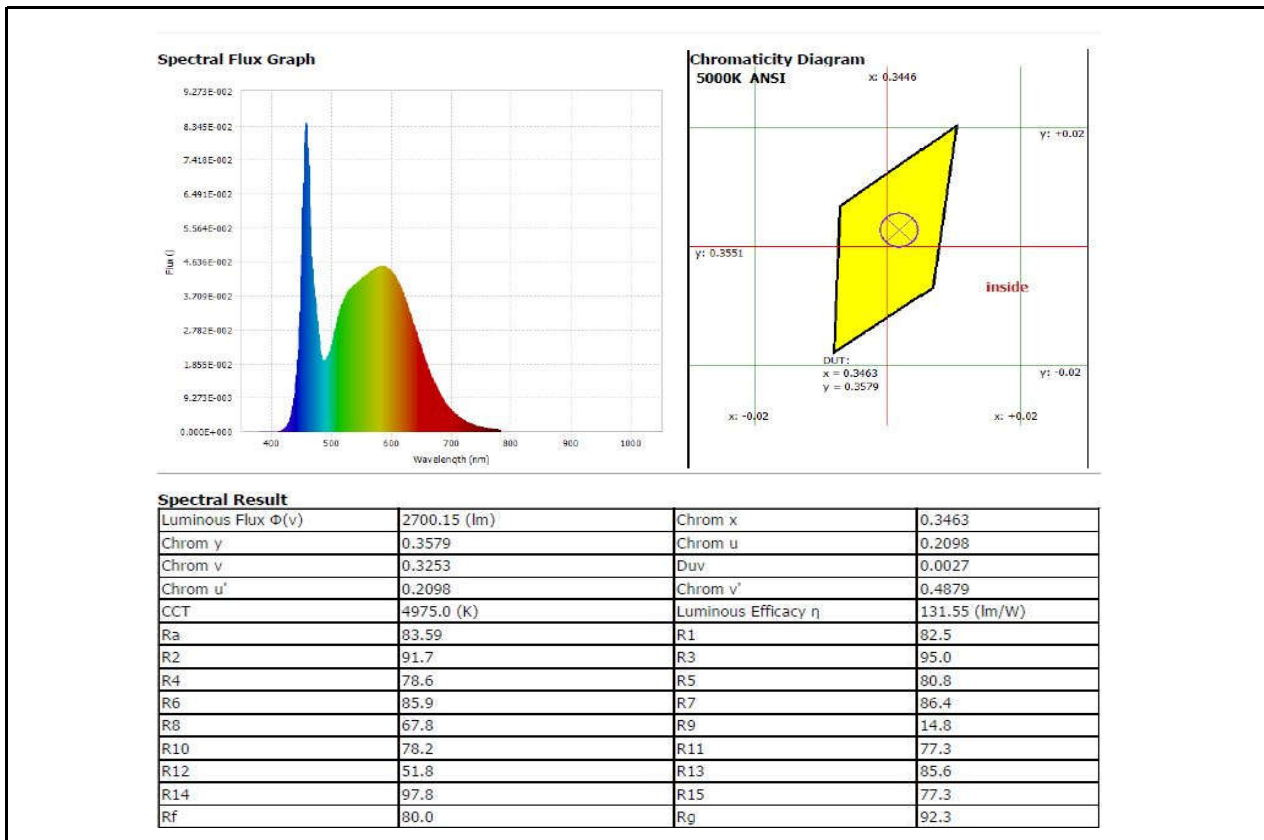 Spectral Flux Graph
9.273E-002
8.345E-002
7.418E-002
6.491E-002
5.564E-002
4.636E-002
3.709E-002
2.782E-002
1.855E-002
9.273E-003
0.000E+000
Flux ()
400 500 600 700 800 900 1000
Wavelength (nm)
Chromaticity Diagram
5000K ANSI
x: 0.3446
y: +0.02
y: 0.3551
inside
DUT:
x = 0.3463
y = 0.3579
y: -0.02
x: -0.02
x: +0.02
Spectral Result
Luminous Flux Φ(v) 2700.15 (lm) Chrom x 0.3463
Chrom y 0.3579 Chrom u 0.2098
Chrom v 0.3253 Duv 0.0027
Chrom u' 0.2098 Chrom v' 0.4879
CCT 4975.0 (K) Luminous Efficacy η 131.55 (lm/W)
Ra 83.59 R1 82.5
R2 91.7 R3 95.0
R4 78.6 R5 80.8
R6 85.9 R7 86.4
R8 67.8 R9 14.8
R10 78.2 R11 77.3
R12 51.8 R13 85.6
R14 97.8 R15 77.3
Rf 80.0 Rg 92.3